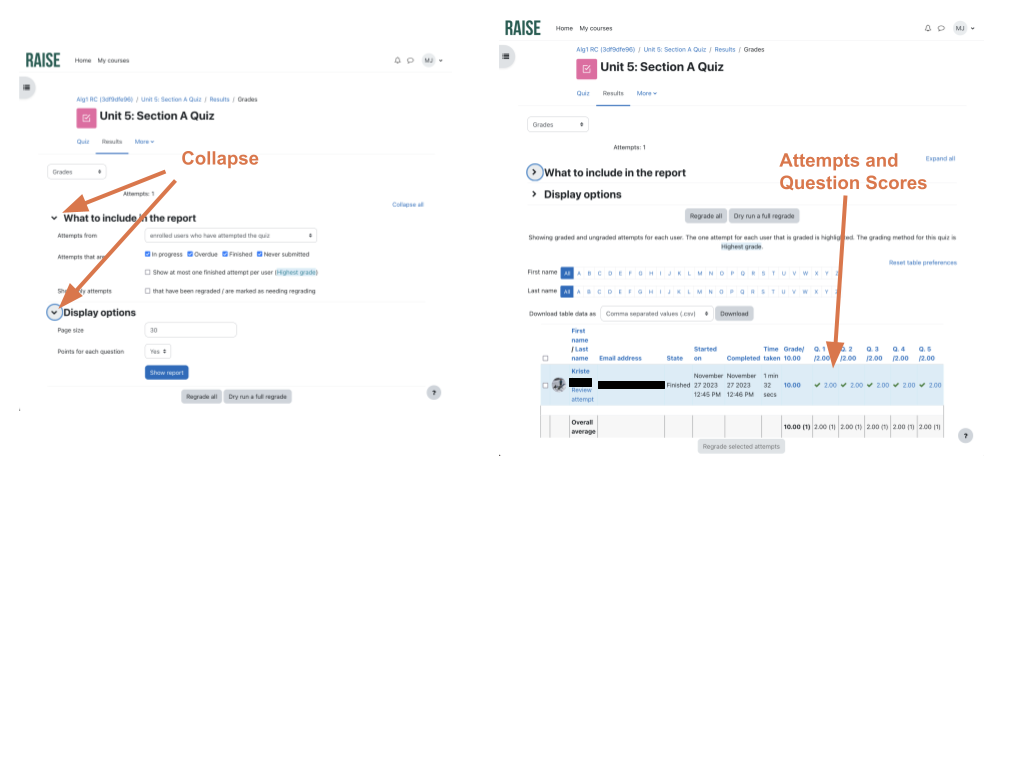 RAISE Home My courses MJ
Alg1 RC (3df9dfe96) / Unit 5: Section A Quiz / Results / Grades
Unit 5: Section A Quiz
Quiz Results More
Collapse
Grades
Attempts: 1
Collapse all
What to include in the report
Attempts from enrolled users who have attempted the quiz
Attempts that are In progress Overdue Finished Never submitted
Show at most one finished attempt per user (Highest grade)
attempts that have been regraded / are marked as needing regrading
Display options
Page size 30
Points for each question Yes
Show report
Regrade all Dry run a full regrade
?
RAISE Home My courses MJ
Alg1 RC (3df9dfe96) / Unit 5: Section A Quiz / Results / Grades
Unit 5: Section A Quiz
Quiz Results More
Grades
Attempts: 1
Attempts and
Question Scores
Expand all
What to include in the report
Display options
Regrade all Dry run a full regrade
Showing graded and ungraded attempts for each user. The one attempt for each user that is graded is highlighted. The grading method for this quiz is
Highest grade.
Reset table preferences
First name All A B C D E F G H I J K L M N O P Q R S T U V W X Y Z
Last name All A B C D E F G H I J K L M N O P Q R S T U V W X Y Z
Download table data as Comma separated values (.csv) Download
First
name
/ Last Started Time Grade/ Q. 1 Q. 2 Q. 3 Q. 4 Q. 5
name Email address State on Completed taken 10.00 /2.00 /2.00 /2.00 /2.00 /2.00
Kriste November November 1 min
Finished 27 2023 27 2023 32 10.00 2.00 2.00 2.00 2.00 2.00
Review 12:45 PM 12:46 PM secs
attempt
Overall
average 10.00 (1) 2.00 (1) 2.00 (1) 2.00 (1) 2.00 (1) 2.00 (1)
Regrade selected attempts
?